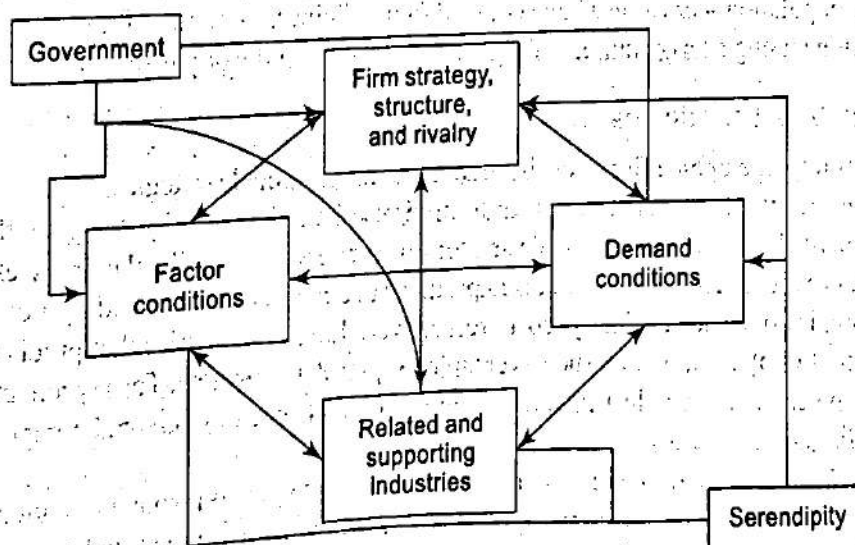 Government
Firm strategy,
structure,
and rivalry
Factor
conditions
Demand
conditions
Related and
supporting
Industries
Serendipity